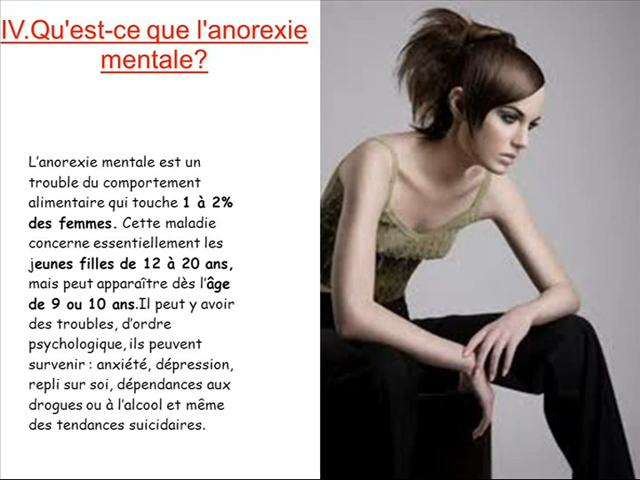 IV.Qu'est-ce que l'anorexie
mentale?
L’anorexie mentale est un
trouble du comportement
alimentaire qui touche 1 à 2%
des femmes. Cette maladie
concerne essentiellement les
jeunes filles de 12 à 20 ans,
mais peut apparaître dès l’âge
de 9 ou 10 ans.Il peut y avoir
des troubles, d’ordre
psychologique, ils peuvent
survenir : anxiété, dépression,
repli sur soi, dépendances aux
drogues ou à l’alcool et même
des tendances suicidaires.